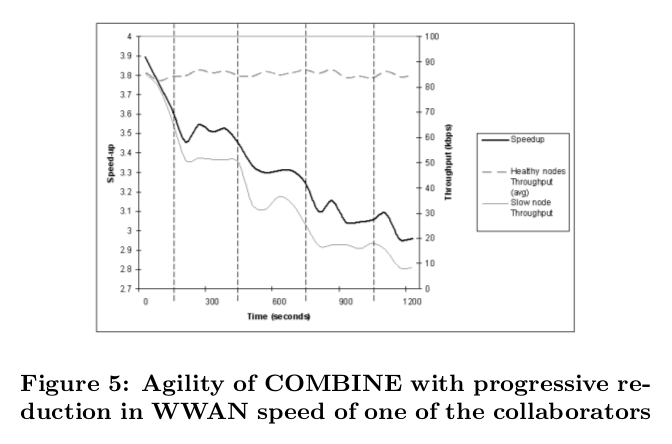 4
3.9
3.8
3.7
3.6
3.5
3.4
3.3
3.2
3.1
3
2.9
2.8
2.7
Speed-up
100
90
80
70
60
50
40
30
20
10
0
Throughput (kbps)
0 300 600 900 1200
Time (seconds)
Speedup
Healthy nodes
Throughput
(avg)
Slow node
Throughput
Figure 5: Agility of COMBINE with progressive re-
duction in WWAN speed of one of the collaborators